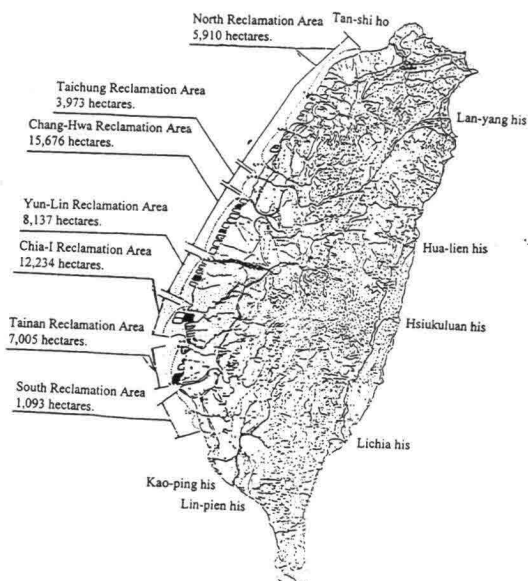 North Reclamation Area
5,910 hectares.
Tan-shi ho
Taichung Reclamation Area
3,973 hectares.
Chang-Hwa Reclamation Area
15,676 hectares.
Lan-yang his
Yun-Lin Reclamation Area
8,137 hectares.
Chia-I Reclamation Area
12,234 hectares.
Hua-lien his
Tainan Reclamation Area
7,005 hectares.
Hsiukuluan his
South Reclamation Area
1,093 hectares.
Lichia his
Kao-ping his
Lin-pien his